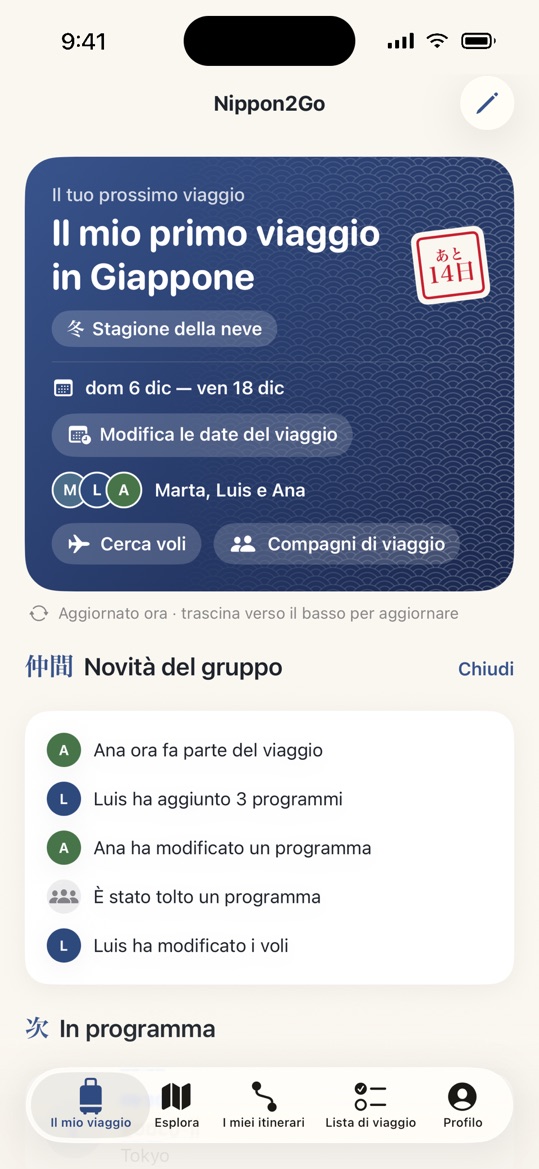 9:41
Nippon2Go
Il tuo prossimo viaggio
Il mio primo viaggio
in Giappone
あと
14日
冬 Stagione della neve
dom 6 dic — ven 18 dic
Modifica le date del viaggio
M L A Marta, Luis e Ana
Cerca voli
Compagni di viaggio
Aggiornato ora · trascina verso il basso per aggiornare
仲間 Novità del gruppo
Chiudi
A Ana ora fa parte del viaggio
L Luis ha aggiunto 3 programmi
A Ana ha modificato un programma
È stato tolto un programma
L Luis ha modificato i voli
次 In programma
Il mio viaggio
Esplora
I miei itinerari
Lista di viaggio
Profilo
Tokyo